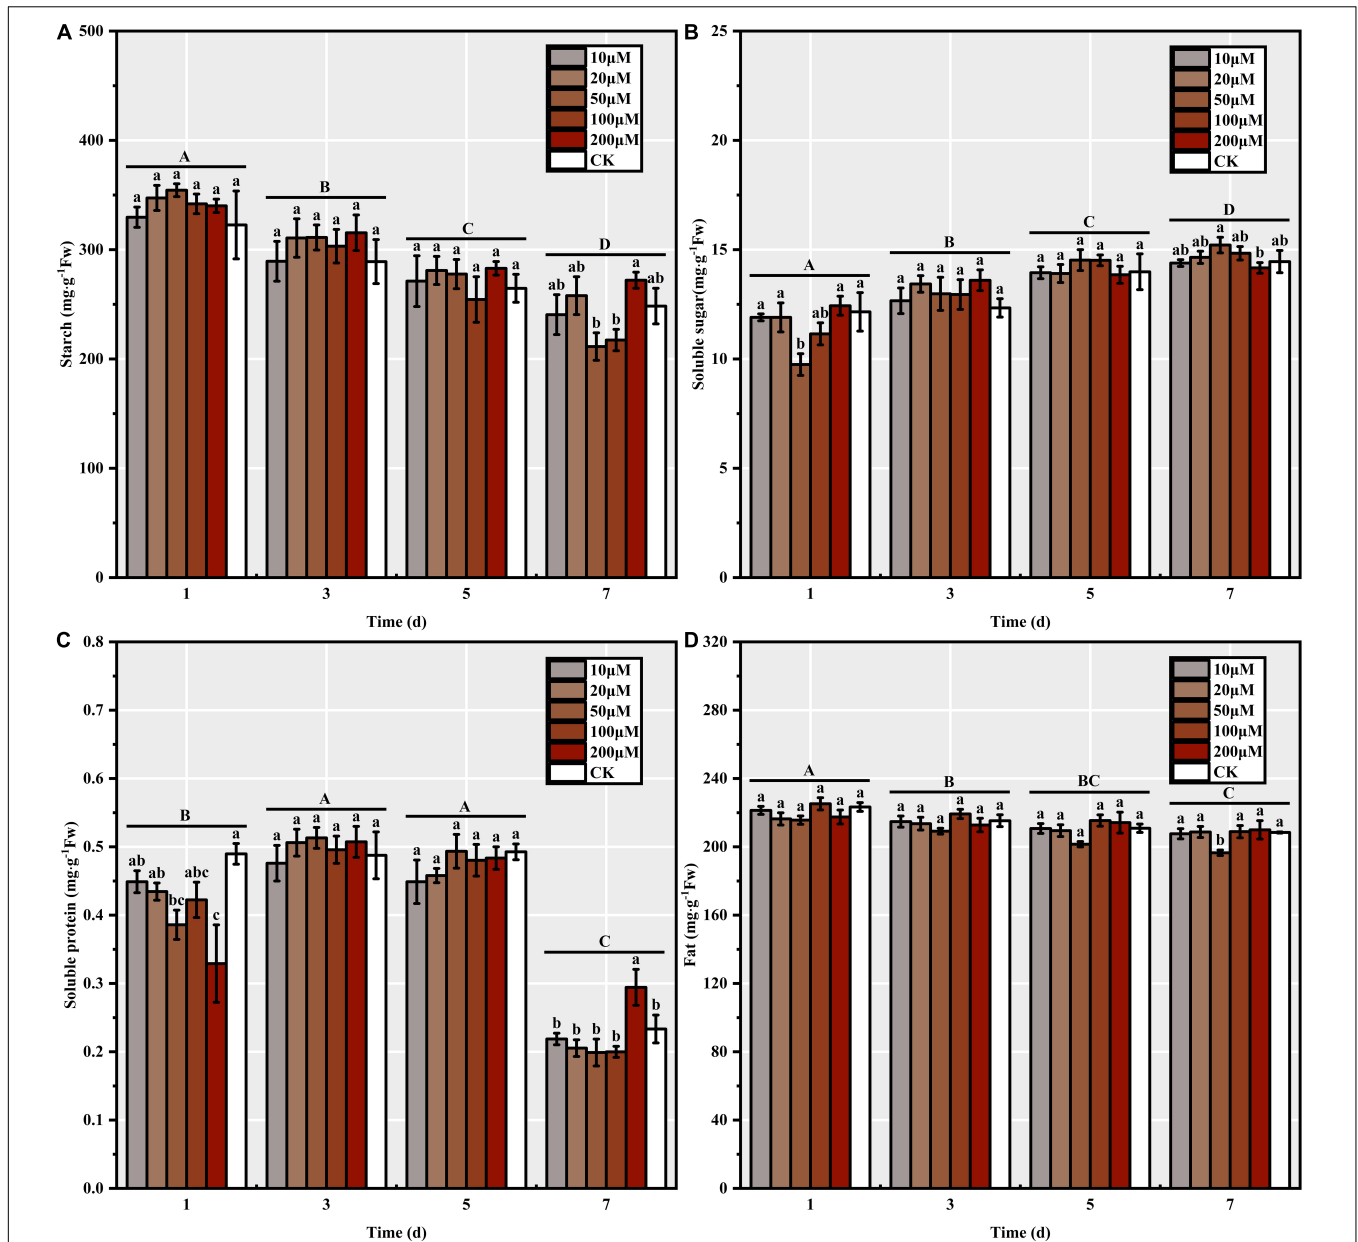 A
500
400
300
200
100
0
Starch (mg·g⁻¹Fw)
10μM
20μM
50μM
100μM
200μM
CK
A
a a a a a a
B
a a a a a a
C
a a a a a a
D
ab ab b b a ab
1 3 5 7
Time (d)
B
25
20
15
10
5
0
Soluble sugar(mg·g⁻¹Fw)
10μM
20μM
50μM
100μM
200μM
CK
A
a a b ab a a
B
a a a a a a
C
a a a a a a
D
ab ab a ab b ab
1 3 5 7
Time (d)
C
0.8
0.7
0.6
0.5
0.4
0.3
0.2
0.1
0.0
Soluble protein (mg·g⁻¹Fw)
10μM
20μM
50μM
100μM
200μM
CK
B
ab ab bc abc c a
A
a a a a a a
A
a a a a a a
C
b b b b a b
1 3 5 7
Time (d)
D
320
280
240
200
160
120
80
40
0
Fat (mg·g⁻¹Fw)
10μM
20μM
50μM
100μM
200μM
CK
A
a a a a a a
B
a a a a a a
BC
a a a a a a
C
a a b a a a
1 3 5 7
Time (d)